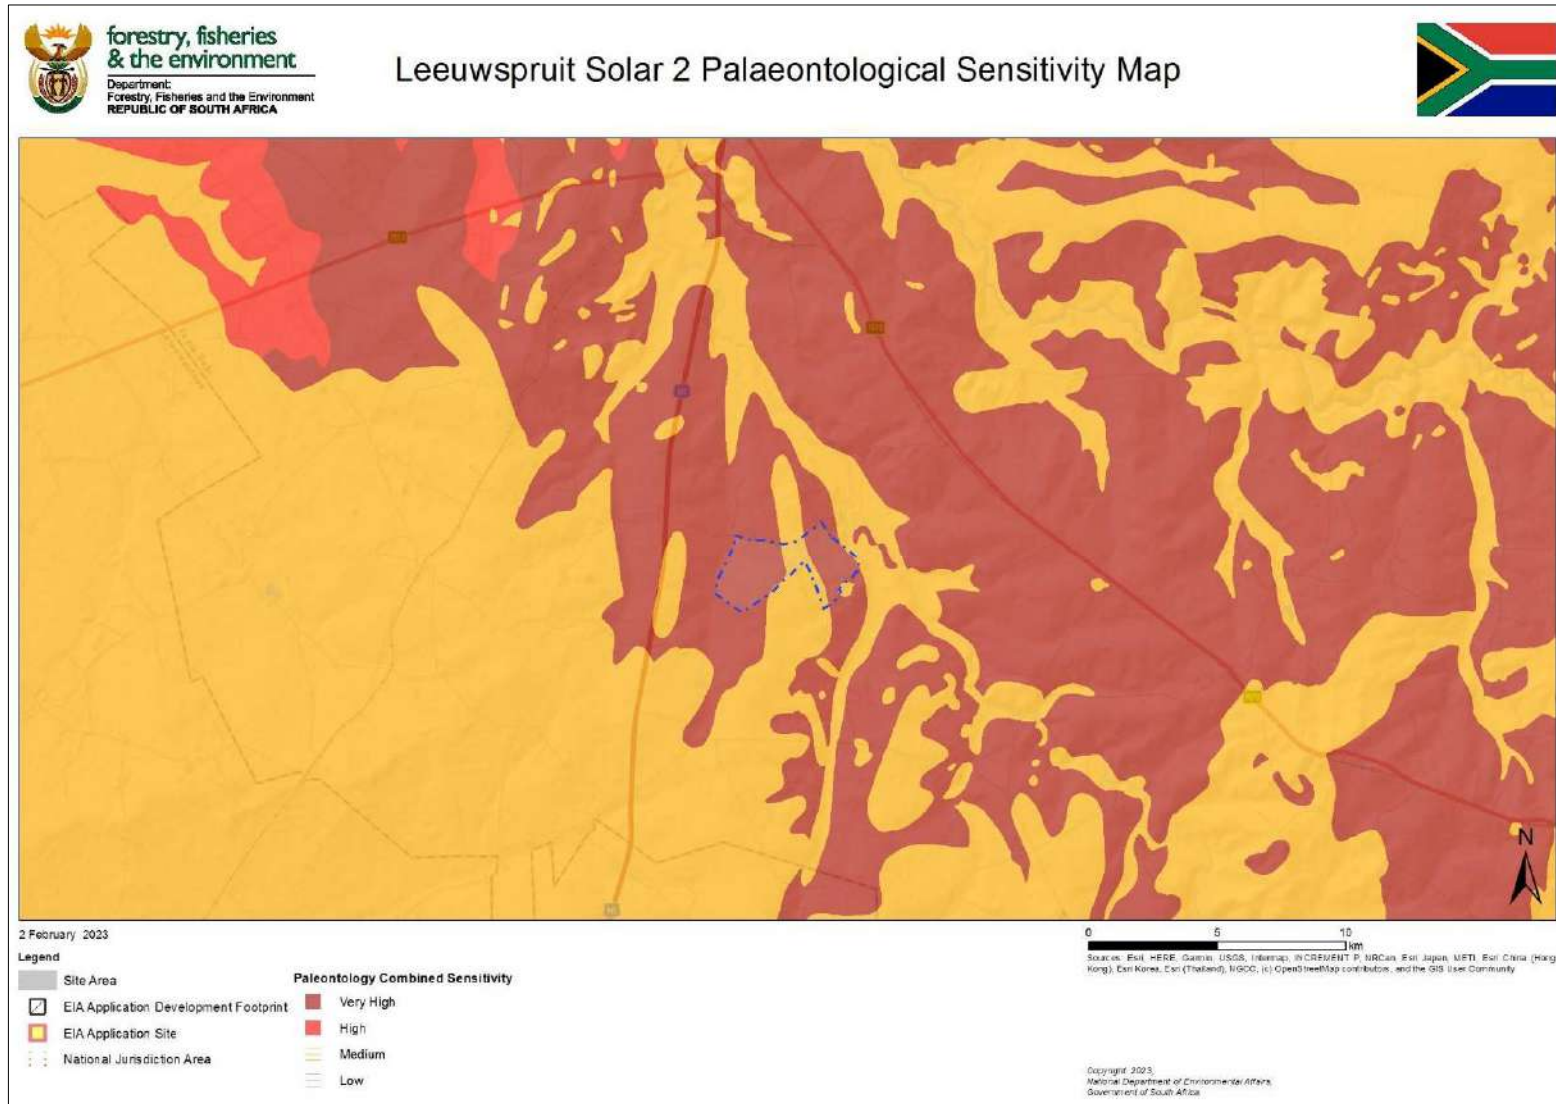 forestry, fisheries
& the environment
Department:
Forestry, Fisheries and the Environment
REPUBLIC OF SOUTH AFRICA
Leeuwspruit Solar 2 Palaeontological Sensitivity Map
N
2 February 2023
Legend
Site Area
EIA Application Development Footprint
EIA Application Site
National Jurisdiction Area
Paleontology Combined Sensitivity
Very High
High
Medium
Low
0 5 10
km
Sources: Esri, HERE, Garmin, USGS, Intermap, INCREMENT P, NRCan, Esri Japan, METI, Esri China (Hong
Kong), Esri Korea, Esri (Thailand), NGCC, (c) OpenStreetMap contributors, and the GIS User Community
Copyright 2023,
National Department of Environmental Affairs,
Government of South Africa